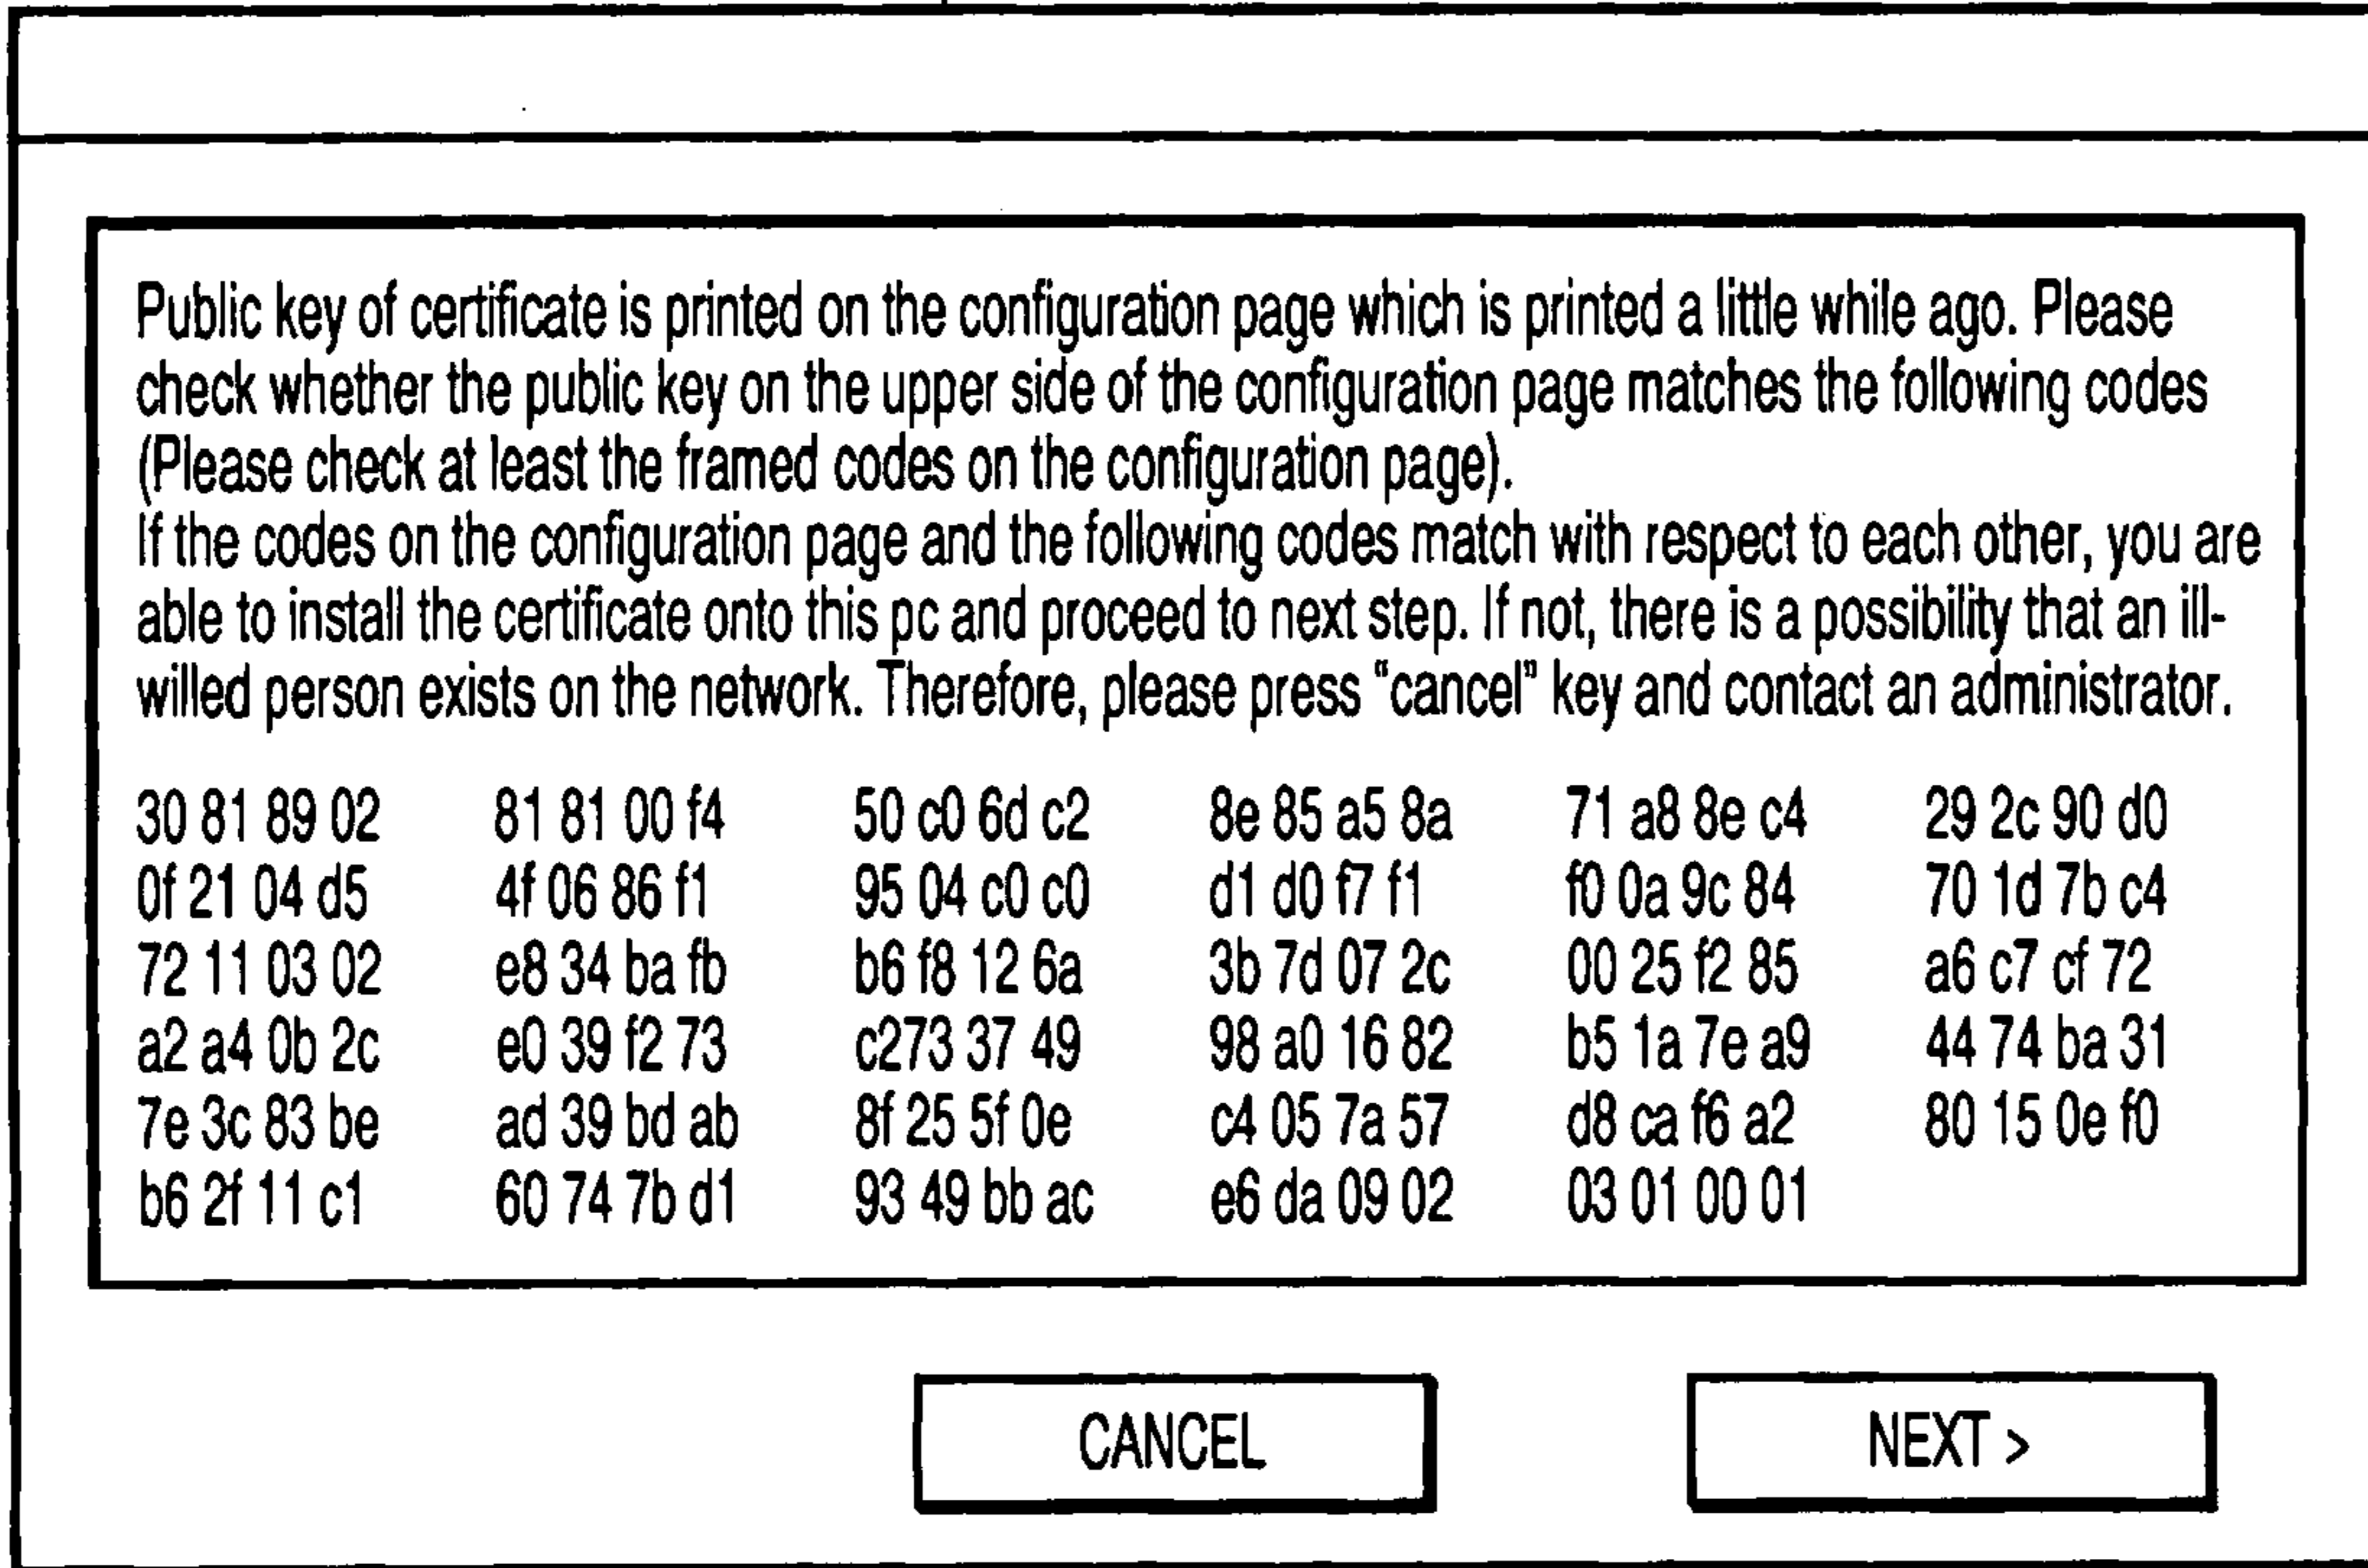 Public key of certificate is printed on the configuration page which is printed a little while ago. Please
check whether the public key on the upper side of the configuration page matches the following codes
(Please check at least the framed codes on the configuration page).
If the codes on the configuration page and the following codes match with respect to each other, you are
able to install the certificate onto this pc and proceed to next step. If not, there is a possibility that an ill-
willed person exists on the network. Therefore, please press "cancel" key and contact an administrator.
30 81 89 02 81 81 00 f4 50 c0 6d c2 8e 85 a5 8a 71 a8 8e c4 29 2c 90 d0
0f 21 04 d5 4f 06 86 f1 95 04 c0 c0 d1 d0 f7 f1 f0 0a 9c 84 70 1d 7b c4
72 11 03 02 e8 34 ba fb b6 f8 12 6a 3b 7d 07 2c 00 25 f2 85 a6 c7 cf 72
a2 a4 0b 2c e0 39 f2 73 c273 37 49 98 a0 16 82 b5 1a 7e a9 44 74 ba 31
7e 3c 83 be ad 39 bd ab 8f 25 5f 0e c4 05 7a 57 d8 ca f6 a2 80 15 0e f0
b6 2f 11 c1 60 74 7b d1 93 49 bb ac e6 da 09 02 03 01 00 01
CANCEL NEXT >